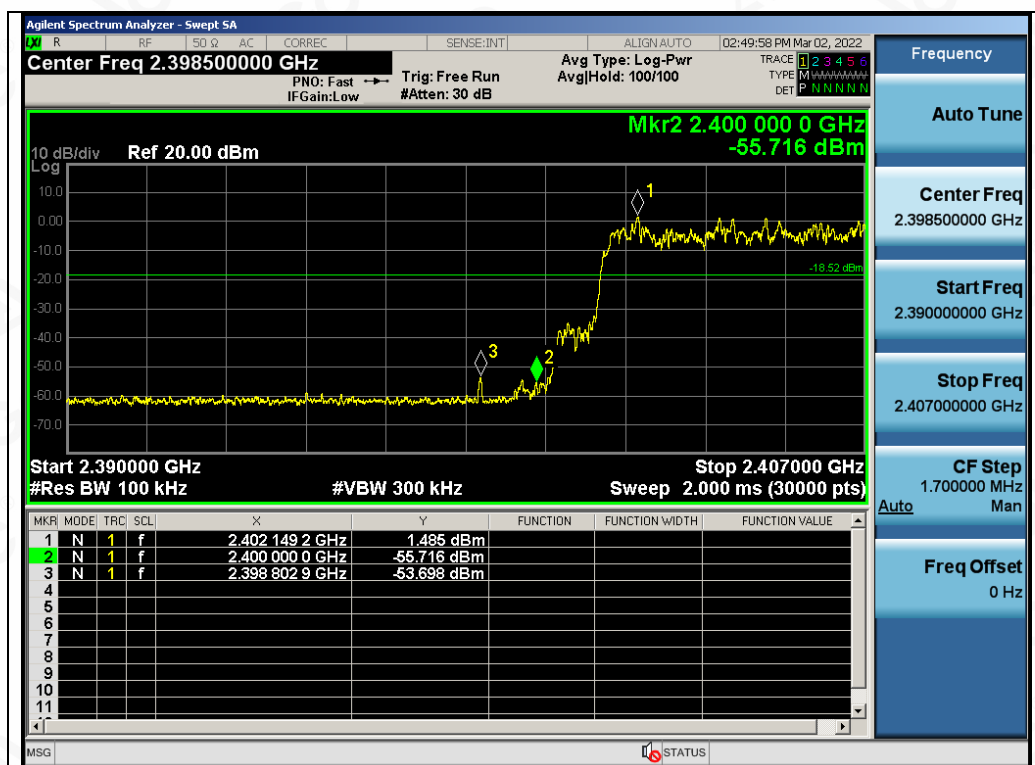 Agilent Spectrum Analyzer - Swept SA
LXI R RF 50 Ω AC CORREC SENSE:INT ALIGN AUTO 02:49:58 PM Mar 02, 2022
Center Freq 2.398500000 GHz
PNO: Fast
IFGain:Low
Trig: Free Run
#Atten: 30 dB
Avg Type: Log-Pwr
Avg|Hold: 100/100
TRACE 1 2 3 4 5 6
TYPE M WWWWW
DET P N N N N N
Mkr2 2.400 000 0 GHz
-55.716 dBm
10 dB/div Ref 20.00 dBm
Log
10.0
0.00
-10.0
-20.0
-30.0
-40.0
-50.0
-60.0
-70.0
1
-18.52 dBm
3
2
Start 2.390000 GHz Stop 2.407000 GHz
#Res BW 100 kHz #VBW 300 kHz Sweep 2.000 ms (30000 pts)
MKR MODE TRC SCL X Y FUNCTION FUNCTION WIDTH FUNCTION VALUE
1 N 1 f 2.402 149 2 GHz 1.485 dBm
2 N 1 f 2.400 000 0 GHz -55.716 dBm
3 N 1 f 2.398 802 9 GHz -53.698 dBm
4
5
6
7
8
9
10
11
MSG STATUS
Frequency
Auto Tune
Center Freq
2.398500000 GHz
Start Freq
2.390000000 GHz
Stop Freq
2.407000000 GHz
CF Step
1.700000 MHz
Auto Man
Freq Offset
0 Hz